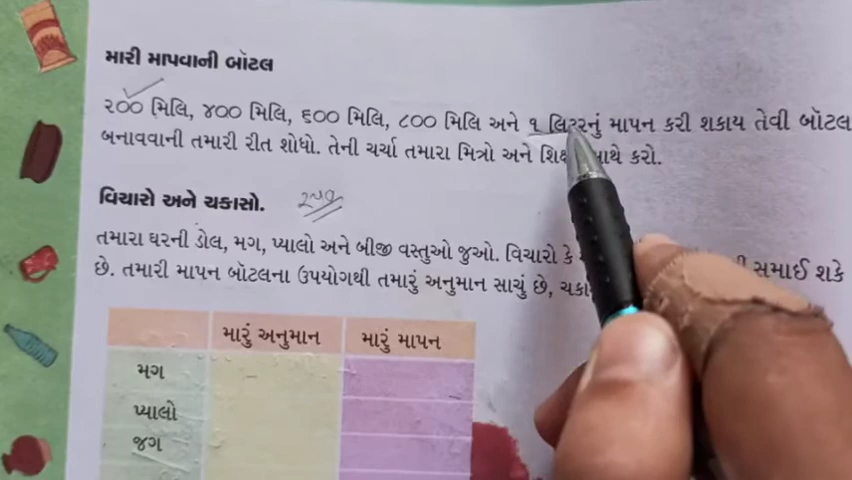 મારી માપવાની બૉટલ
૨૦૦ મિલિ, ૪૦૦ મિલિ, ૬૦૦ મિલિ, ૮૦૦ મિલિ અને ૧ લિટરનું માપન કરી શકાય તેવી બૉટલ
બનાવવાની તમારી રીત શોધો. તેની ચર્ચા તમારા મિત્રો અને સાથે કરો.
વિચારો અને ચકાસો.
તમારા ઘરની ડોલ, મગ, પ્યાલો અને બીજી વસ્તુઓ જુઓ. વિચારો કે સમાઈ શકે
છે. તમારી માપન બૉટલના ઉપયોગથી તમારું અનુમાન સાચું છે,
મારું અનુમાન મારું માપન
મગ
પ્યાલો
જગ